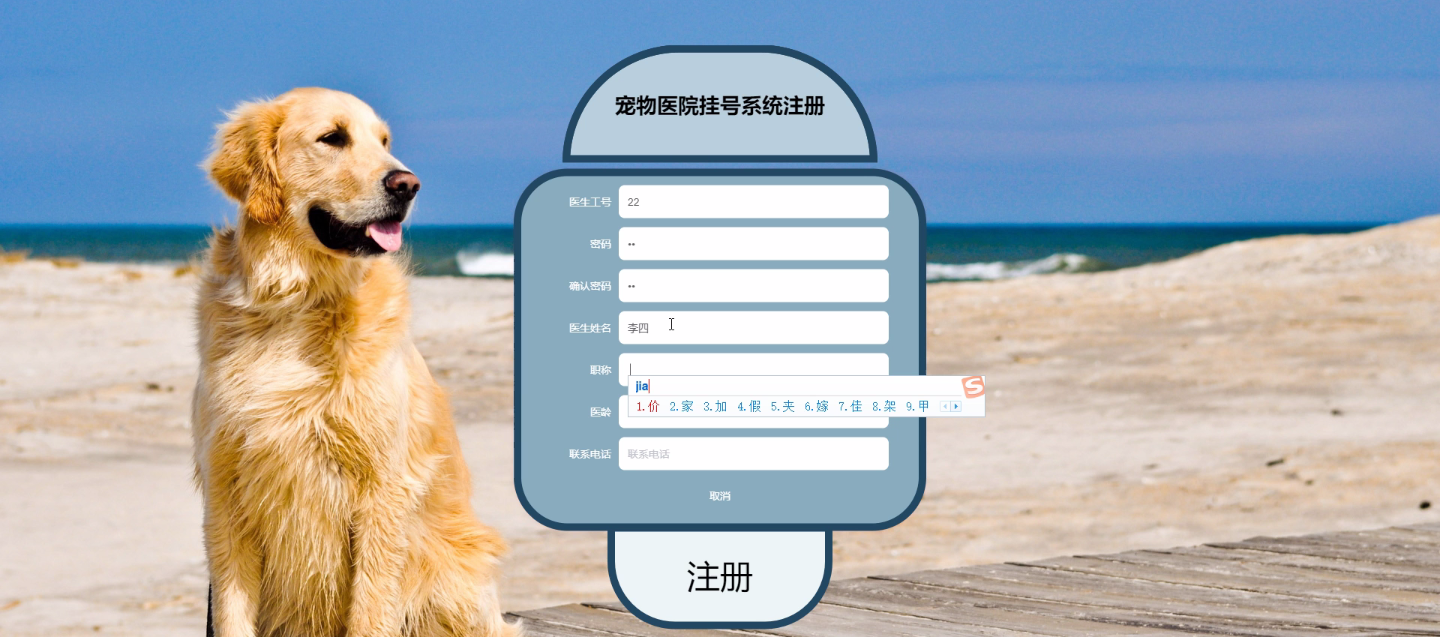 宠物医院挂号系统注册
医生工号 22
密码 ••
确认密码 ••
医生姓名 李四
职称
jia
1.价 2.家 3.加 4.假 5.夹 6.嫁 7.佳 8.架 9.甲
医龄
联系电话 联系电话
取消
注册